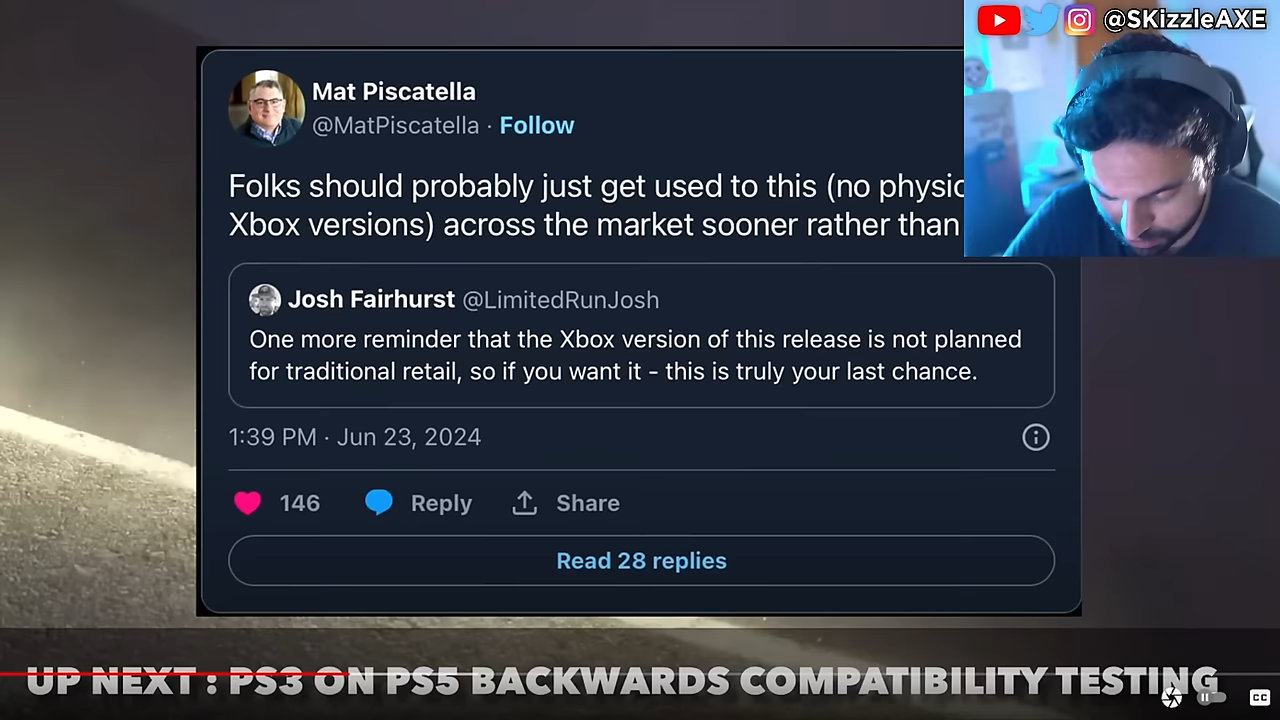 @SKizzleAXE
Mat Piscatella
@MatPiscatella · Follow
Folks should probably just get used to this (no
Xbox versions) across the market sooner rather than
Josh Fairhurst @LimitedRunJosh
One more reminder that the Xbox version of this release is not planned
for traditional retail, so if you want it - this is truly your last chance.
1:39 PM · Jun 23, 2024
146 Reply Share
Read 28 replies
UP NEXT : PS3 ON PS5 BACKWARDS COMPATIBILITY TESTING
CC